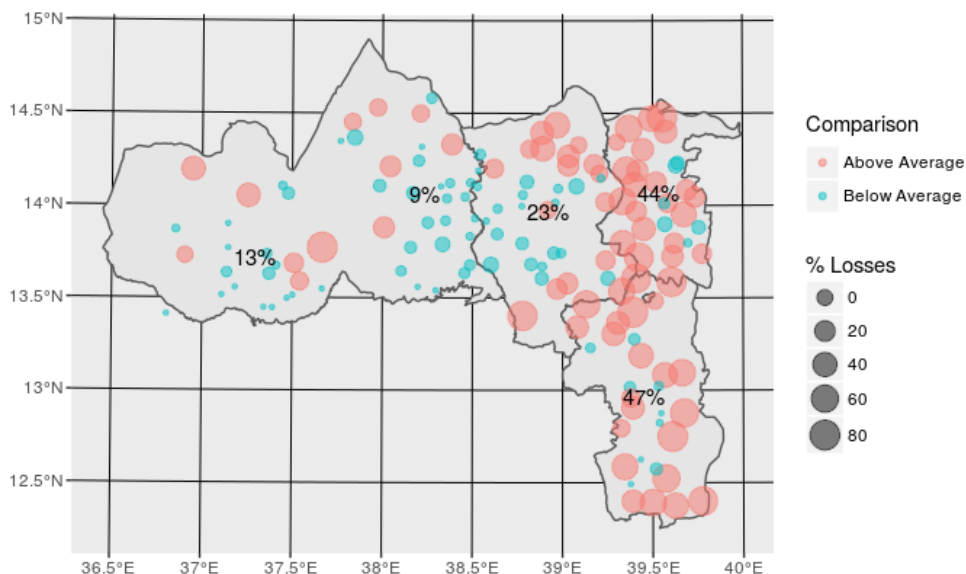 15°N
14.5°N
14°N
13.5°N
13°N
12.5°N
36.5°E
37°E
37.5°E
38°E
38.5°E
39°E
39.5°E
40°E
44%
9%
23%
13%
47%
Comparison
Above Average
Below Average
% Losses
0
20
40
60
80